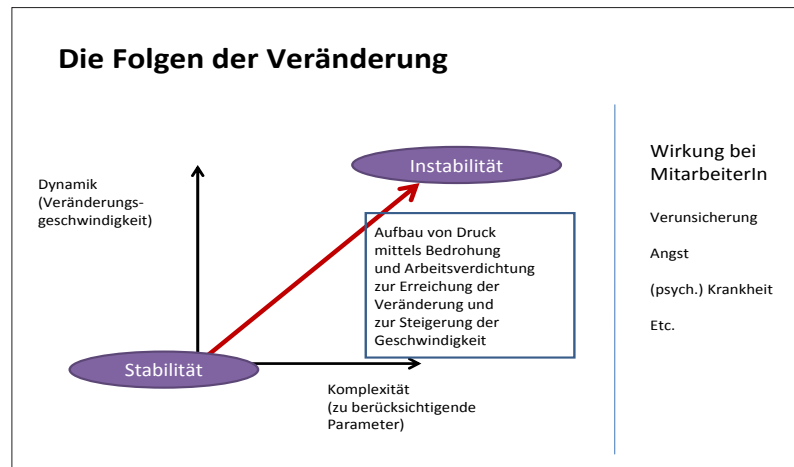 Die Folgen der Veränderung
Instabilität
Dynamik
(Veränderungs-
geschwindigkeit)
Aufbau von Druck
mittels Bedrohung
und Arbeitsverdichtung
zur Erreichung der
Veränderung und
zur Steigerung der
Geschwindigkeit
Stabilität
Komplexität
(zu berücksichtigende
Parameter)
Wirkung bei
MitarbeiterIn
Verunsicherung
Angst
(psych.) Krankheit
Etc.